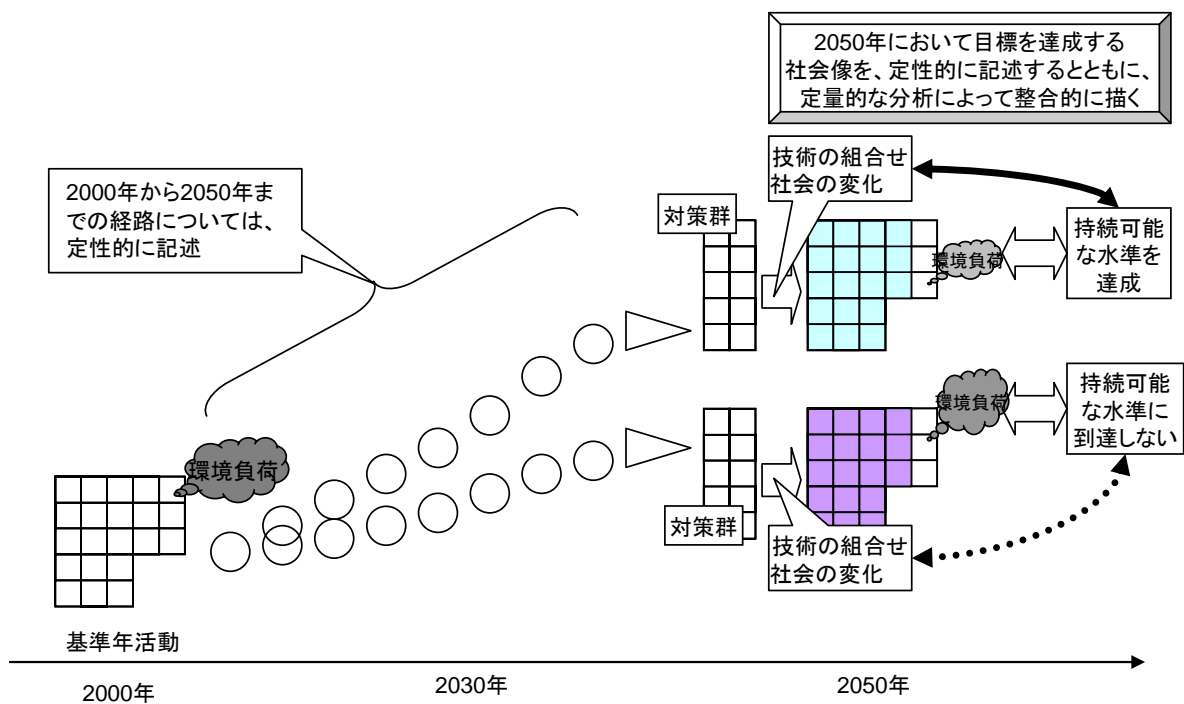 2050年において目標を達成する
社会像を、定性的に記述するとともに、
定量的な分析によって整合的に描く
2000年から2050年ま
での経路については、
定性的に記述
技術の組合せ
社会の変化
対策群
環境負荷
持続可能
な水準を
達成
環境負荷
持続可能
な水準に
到達しない
環境負荷
対策群
技術の組合せ
社会の変化
基準年活動
2000年
2030年
2050年